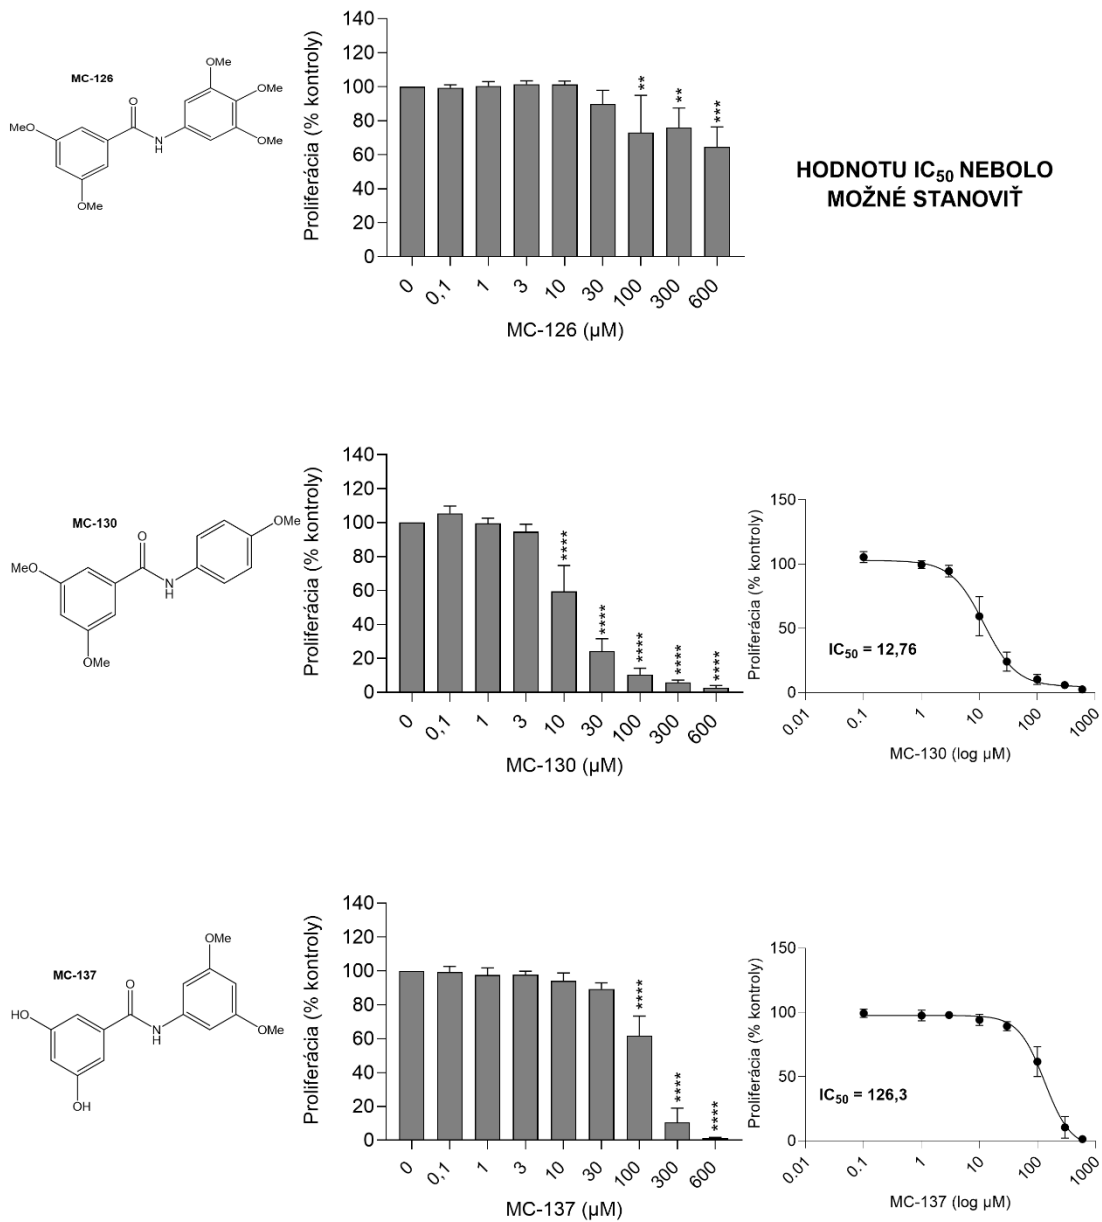 MC-126
OMe
OMe
O
MeO
N
H
OMe
OMe
Proliferácia (% kontroly)
140
120
100
80
60
40
20
0
** ** ***
0 0,1 1 3 10 30 100 300 600
MC-126 (µM)
HODNOTU IC50 NEBOLO
MOŽNÉ STANOVIŤ
MC-130
OMe
O
MeO
N
H
OMe
Proliferácia (% kontroly)
140
120
100
80
60
40
20
0
**** **** **** **** ****
0 0,1 1 3 10 30 100 300 600
MC-130 (µM)
Proliferácia (% kontroly)
150
100
50
0
IC50 = 12,76
0.01 0.1 1 10 100 1000
MC-130 (log µM)
MC-137
OMe
O
HO
N
H
OMe
OH
Proliferácia (% kontroly)
140
120
100
80
60
40
20
0
**** **** ****
0 0,1 1 3 10 30 100 300 600
MC-137 (µM)
Proliferácia (% kontroly)
150
100
50
0
IC50 = 126,3
0.01 0.1 1 10 100 1000
MC-137 (log µM)